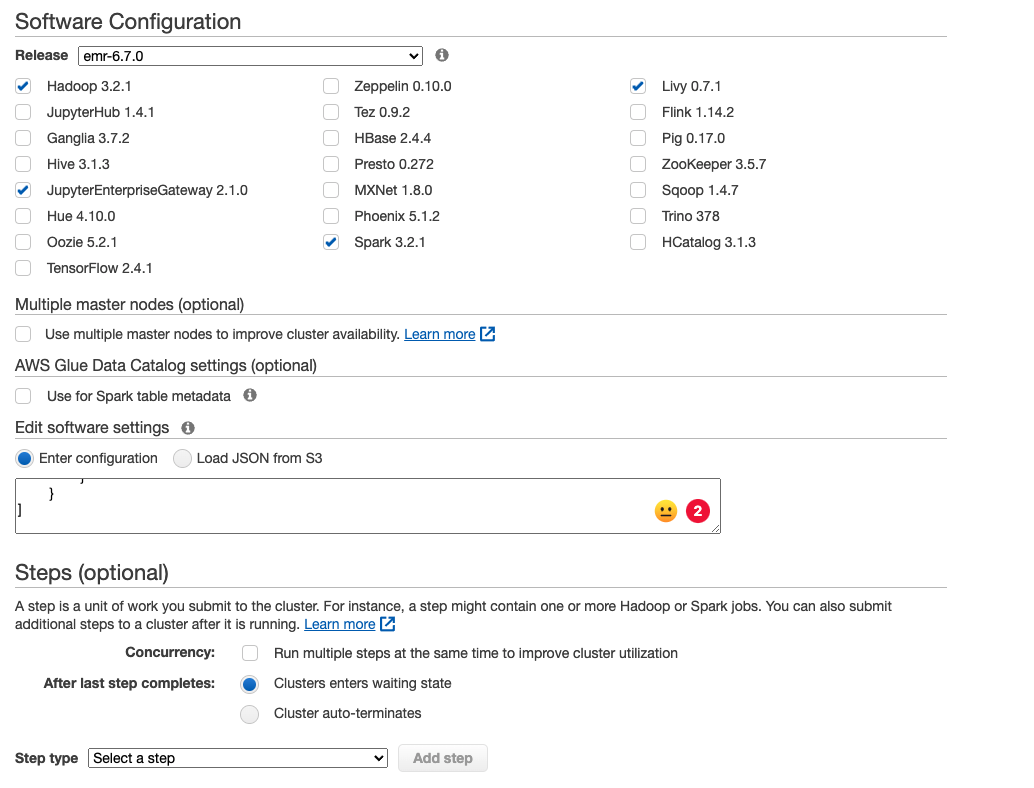 Software Configuration
Release emr-6.7.0
Hadoop 3.2.1 Zeppelin 0.10.0 Livy 0.7.1
JupyterHub 1.4.1 Tez 0.9.2 Flink 1.14.2
Ganglia 3.7.2 HBase 2.4.4 Pig 0.17.0
Hive 3.1.3 Presto 0.272 ZooKeeper 3.5.7
JupyterEnterpriseGateway 2.1.0 MXNet 1.8.0 Sqoop 1.4.7
Hue 4.10.0 Phoenix 5.1.2 Trino 378
Oozie 5.2.1 Spark 3.2.1 HCatalog 3.1.3
TensorFlow 2.4.1
Multiple master nodes (optional)
Use multiple master nodes to improve cluster availability. Learn more
AWS Glue Data Catalog settings (optional)
Use for Spark table metadata
Edit software settings
Enter configuration Load JSON from S3
}
] 2
Steps (optional)
A step is a unit of work you submit to the cluster. For instance, a step might contain one or more Hadoop or Spark jobs. You can also submit
additional steps to a cluster after it is running. Learn more
Concurrency: Run multiple steps at the same time to improve cluster utilization
After last step completes: Clusters enters waiting state
Cluster auto-terminates
Step type Select a step Add step